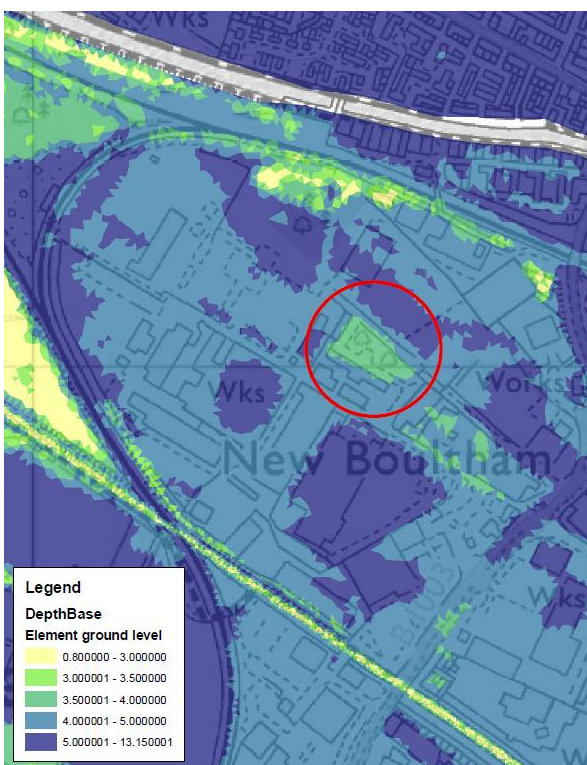 Wks
Wks
Works
New Boultham
Wks
Legend
DepthBase
Element ground level
0.800000 - 3.000000
3.000001 - 3.500000
3.500001 - 4.000000
4.000001 - 5.000000
5.000001 - 13.150001